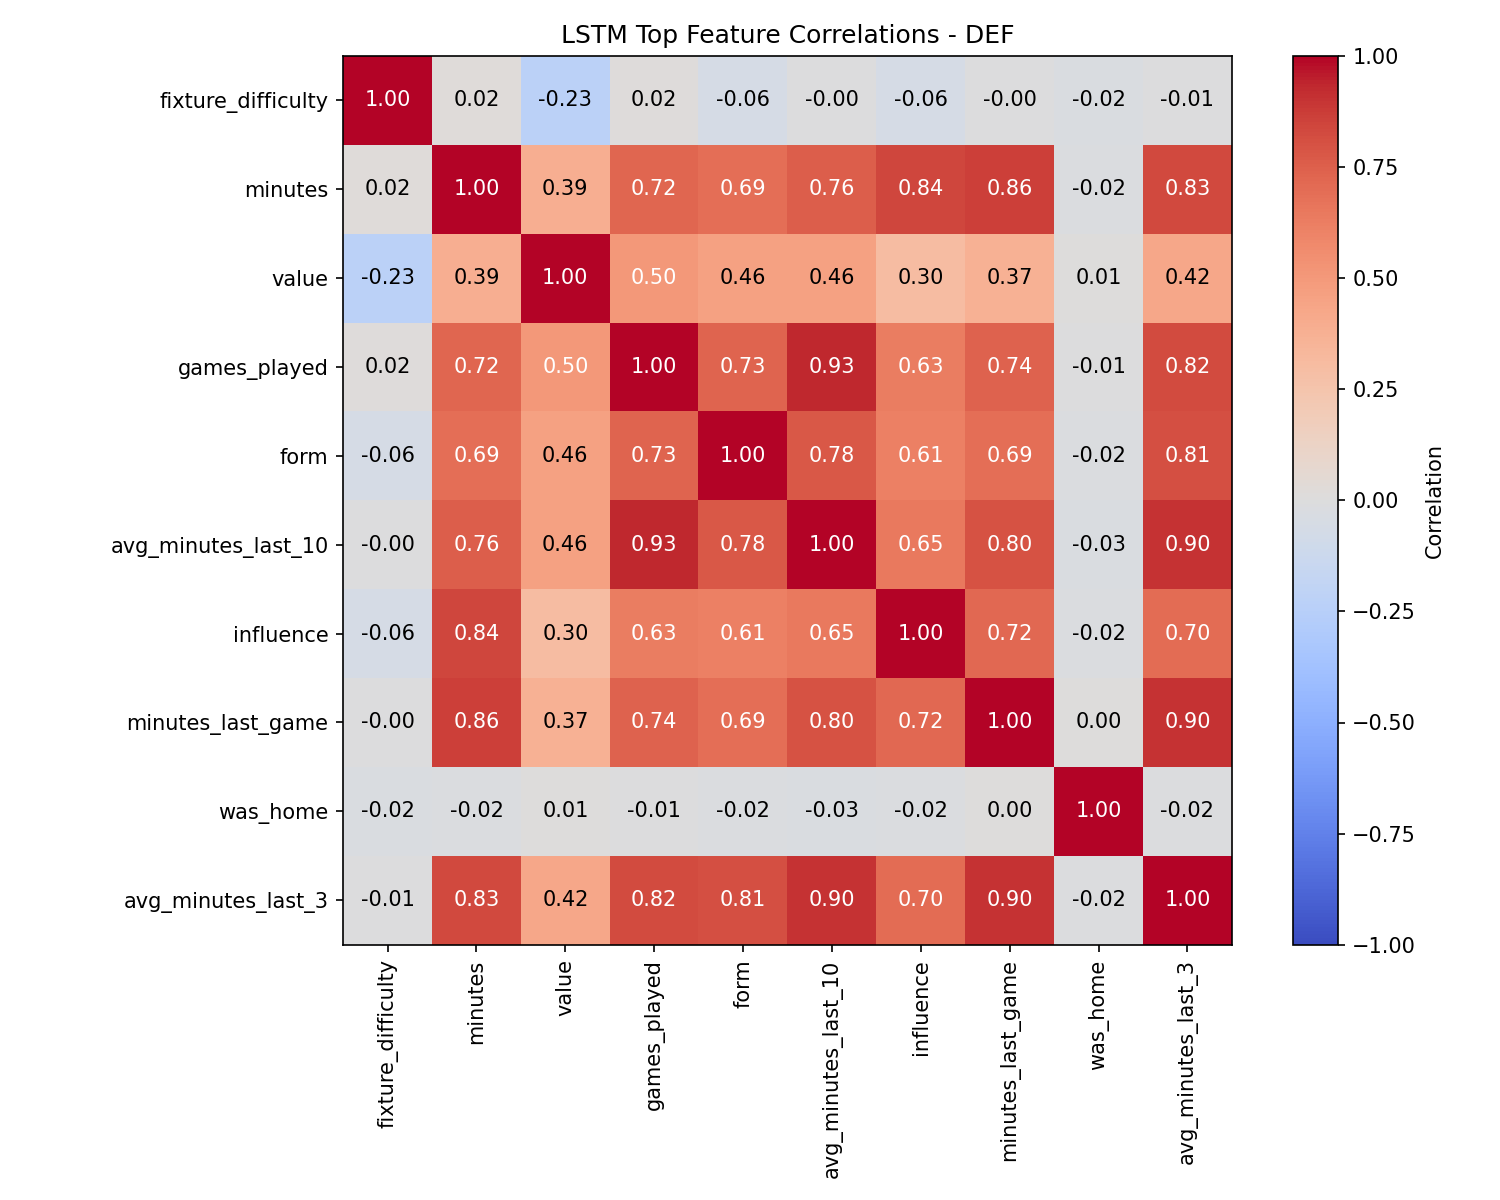 LSTM Top Feature Correlations - DEF
fixture_difficulty 1.00 0.02 -0.23 0.02 -0.06 -0.00 -0.06 -0.00 -0.02 -0.01
minutes 0.02 1.00 0.39 0.72 0.69 0.76 0.84 0.86 -0.02 0.83
value -0.23 0.39 1.00 0.50 0.46 0.46 0.30 0.37 0.01 0.42
games_played 0.02 0.72 0.50 1.00 0.73 0.93 0.63 0.74 -0.01 0.82
form -0.06 0.69 0.46 0.73 1.00 0.78 0.61 0.69 -0.02 0.81
avg_minutes_last_10 -0.00 0.76 0.46 0.93 0.78 1.00 0.65 0.80 -0.03 0.90
influence -0.06 0.84 0.30 0.63 0.61 0.65 1.00 0.72 -0.02 0.70
minutes_last_game -0.00 0.86 0.37 0.74 0.69 0.80 0.72 1.00 0.00 0.90
was_home -0.02 -0.02 0.01 -0.01 -0.02 -0.03 -0.02 0.00 1.00 -0.02
avg_minutes_last_3 -0.01 0.83 0.42 0.82 0.81 0.90 0.70 0.90 -0.02 1.00
fixture_difficulty
minutes
value
games_played
form
avg_minutes_last_10
influence
minutes_last_game
was_home
avg_minutes_last_3
1.00
0.75
0.50
0.25
0.00
−0.25
−0.50
−0.75
−1.00
Correlation